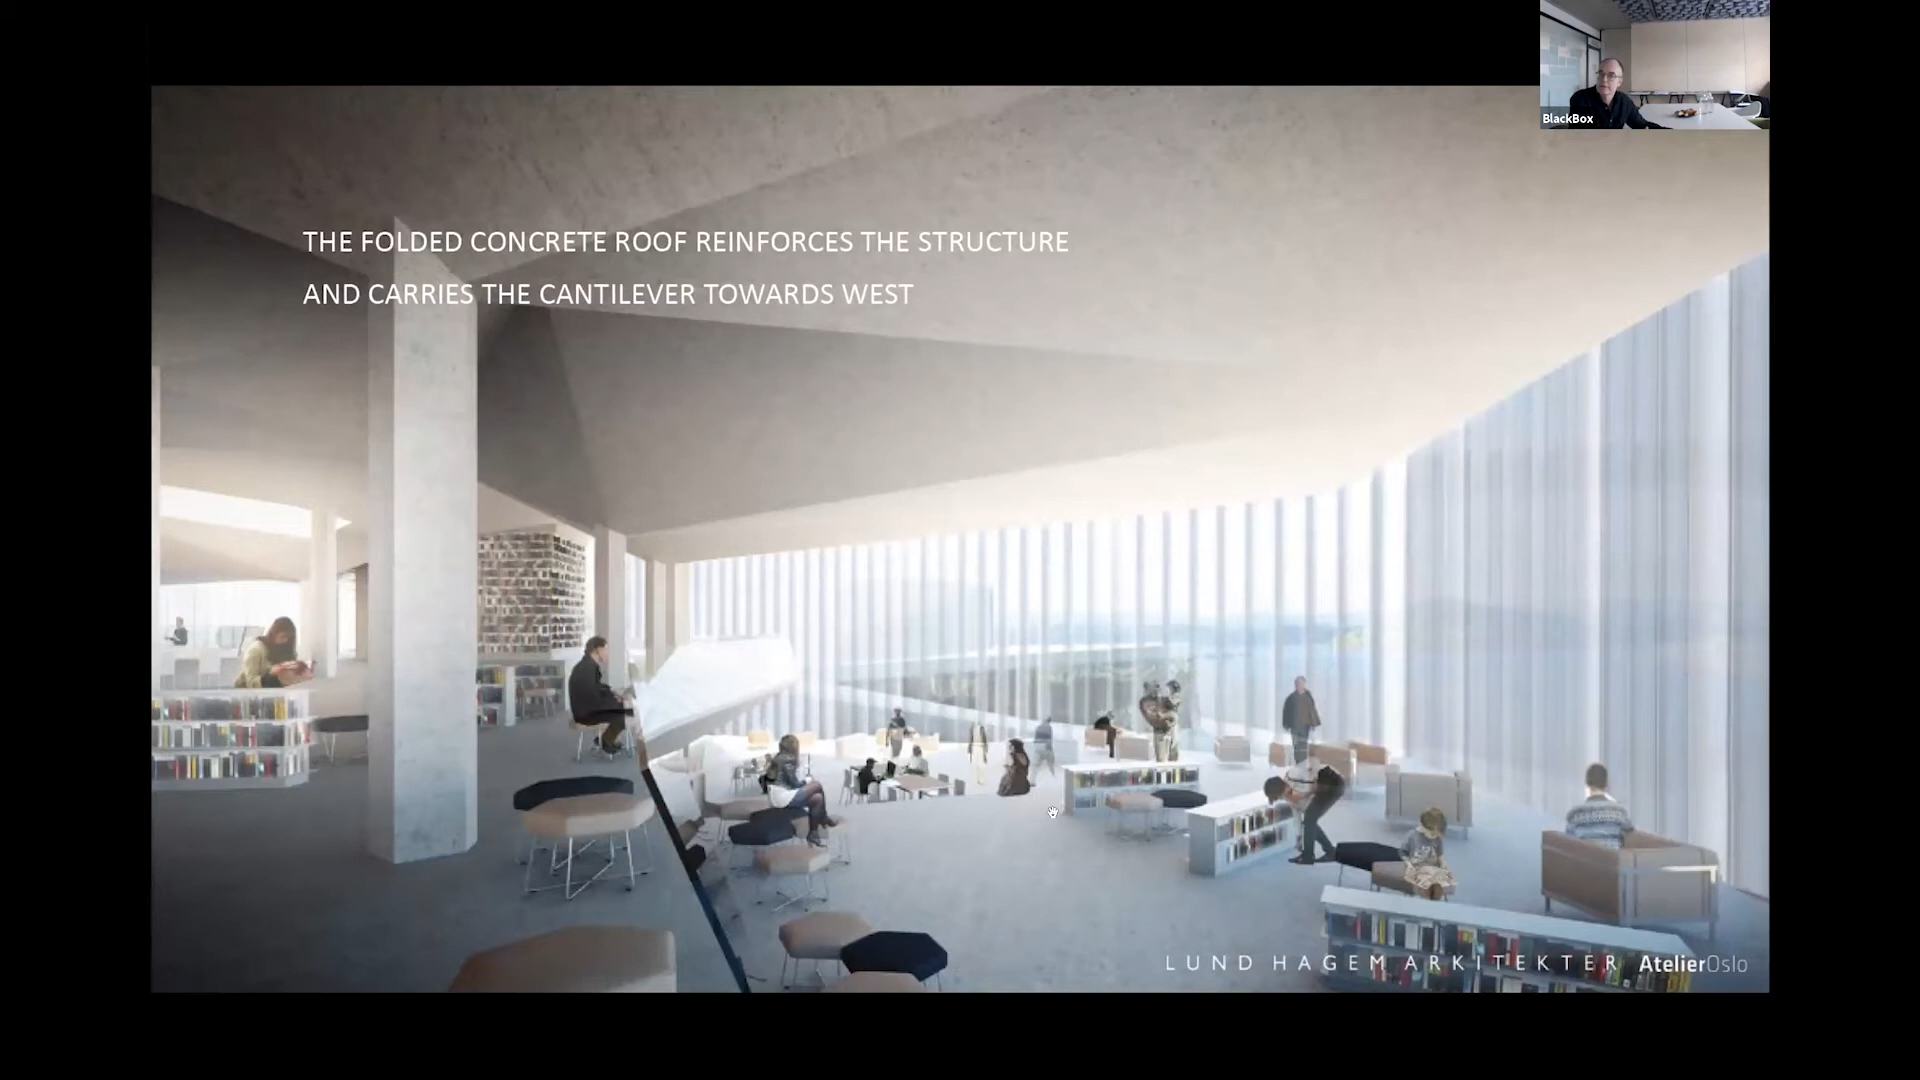 BlackBox
THE FOLDED CONCRETE ROOF REINFORCES THE STRUCTURE
AND CARRIES THE CANTILEVER TOWARDS WEST
LUND HAGEM ARKITEKTER AtelierOslo